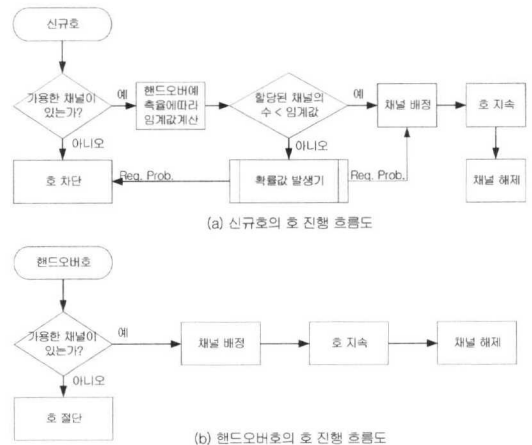 신규호
가용한 채널이
있는가?
예
핸드오버예
측율에따라
임계값계산
할당된 채널의
수 < 임계값
예
채널 배정
호 지속
아니오
아니오
호 차단
Req. Prob.
확률값 발생기
Req. Prob.
채널 해제
(a) 신규호의 호 진행 흐름도
핸드오버호
가용한 채널이
있는가?
예
채널 배정
호 지속
채널 해제
아니오
호 절단
(b) 핸드오버호의 호 진행 흐름도